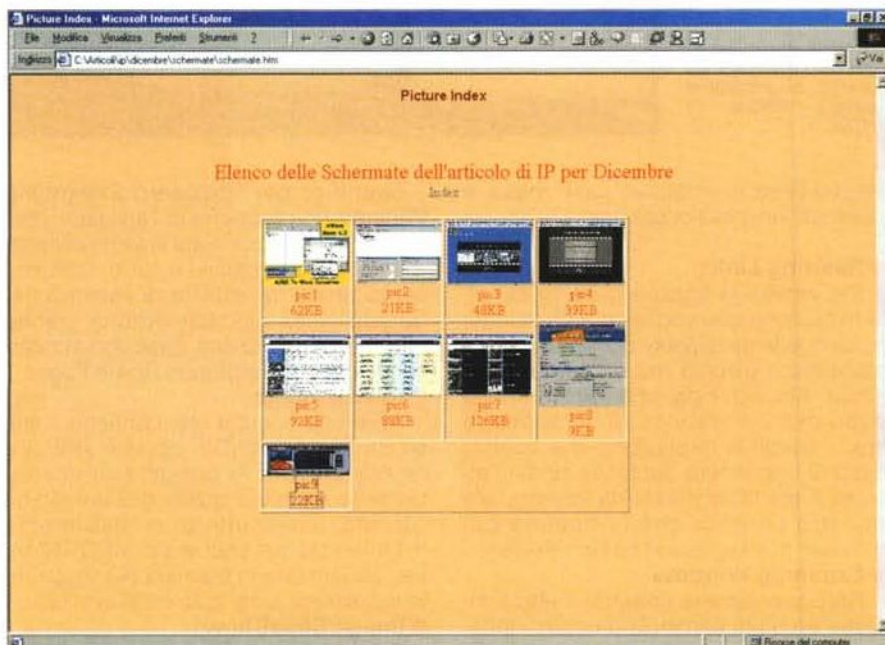 Picture Index - Microsoft Internet Explorer
File Modifica Visualizza Preferiti Strumenti ?
Indirizzo C:\Articoli\ip\dicembre\schermate\schermate.htm Vai
Picture Index
Elenco delle Schermate dell'articolo di IP per Dicembre
Index
pic1 pic2 pic3 pic4
62KB 21KB 48KB 39KB
pic5 pic6 pic7 pic8
92KB 88KB 126KB 9KB
pic9
22KB
Risorse del computer